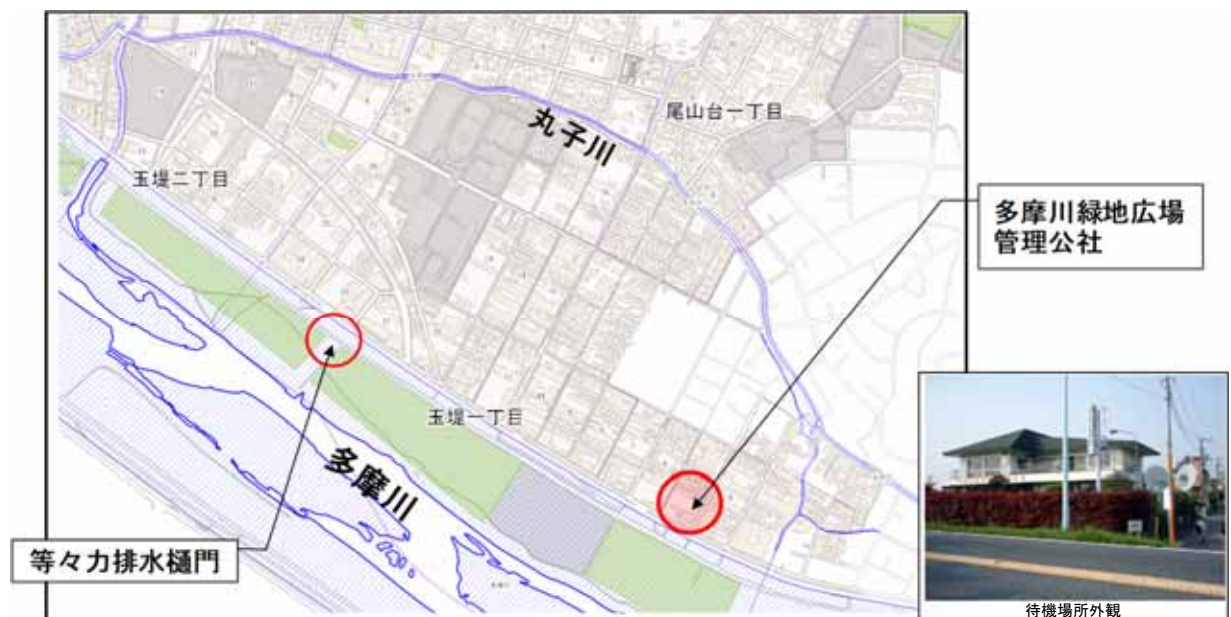 丸子川
尾山台一丁目
玉堤二丁目
多摩川緑地広場
管理公社
玉堤一丁目
多摩川
等々力排水樋門
待機場所外観